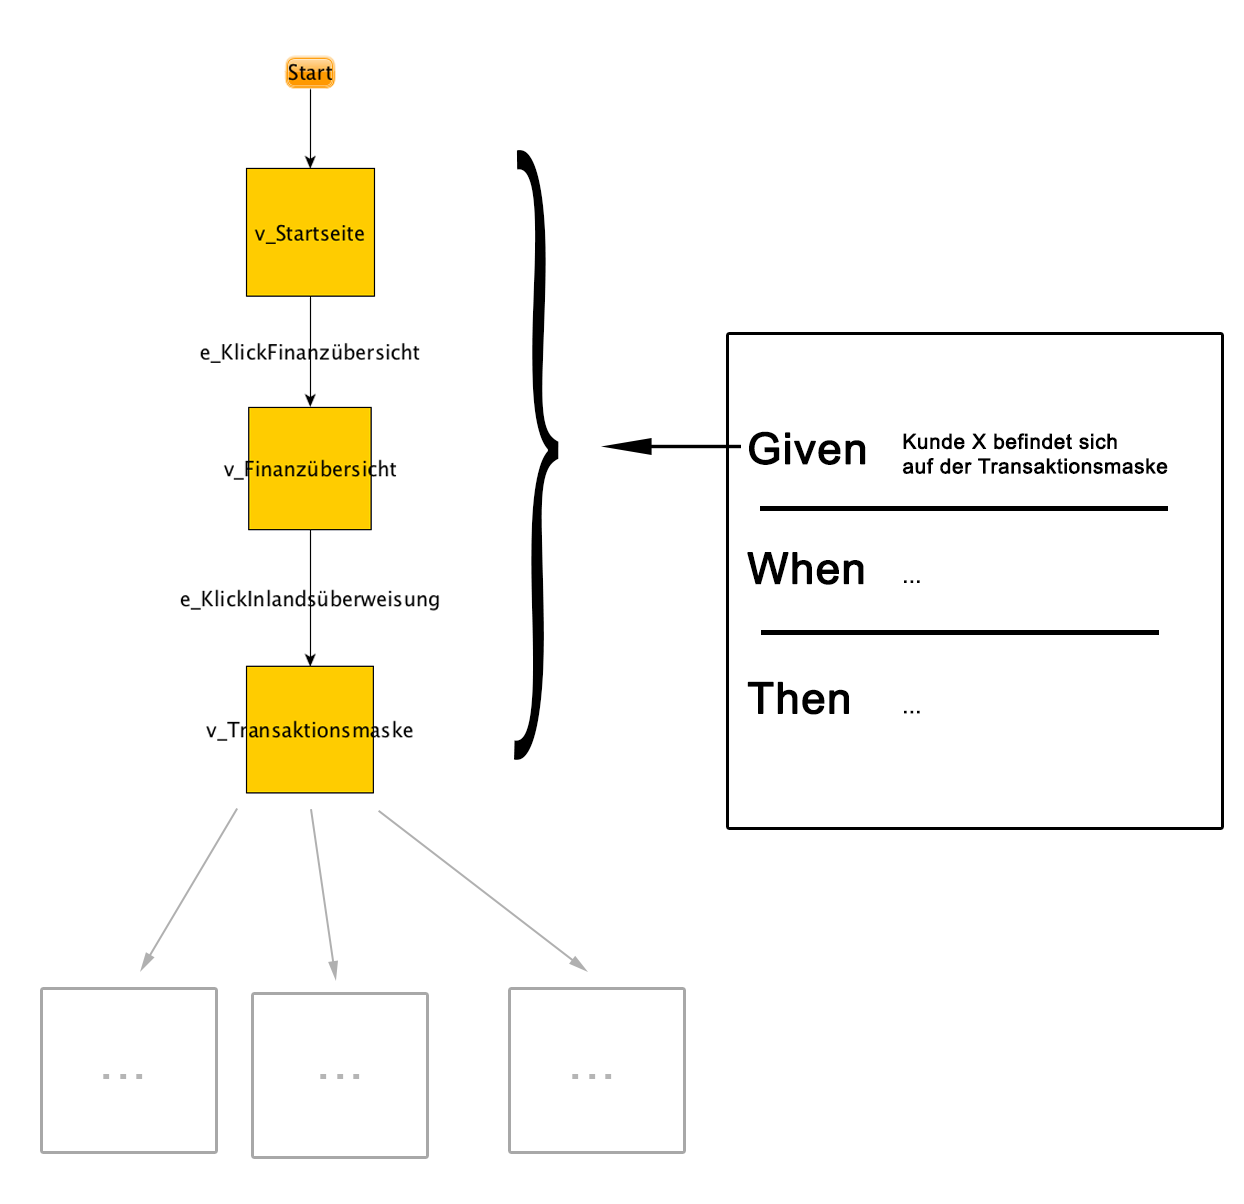 Start
v_Startseite
e_KlickFinanzübersicht
v_Finanzübersicht
e_KlickInlandsüberweisung
v_Transaktionsmaske
...
...
...
Given
Kunde X befindet sich
auf der Transaktionsmaske
When ...
Then ...